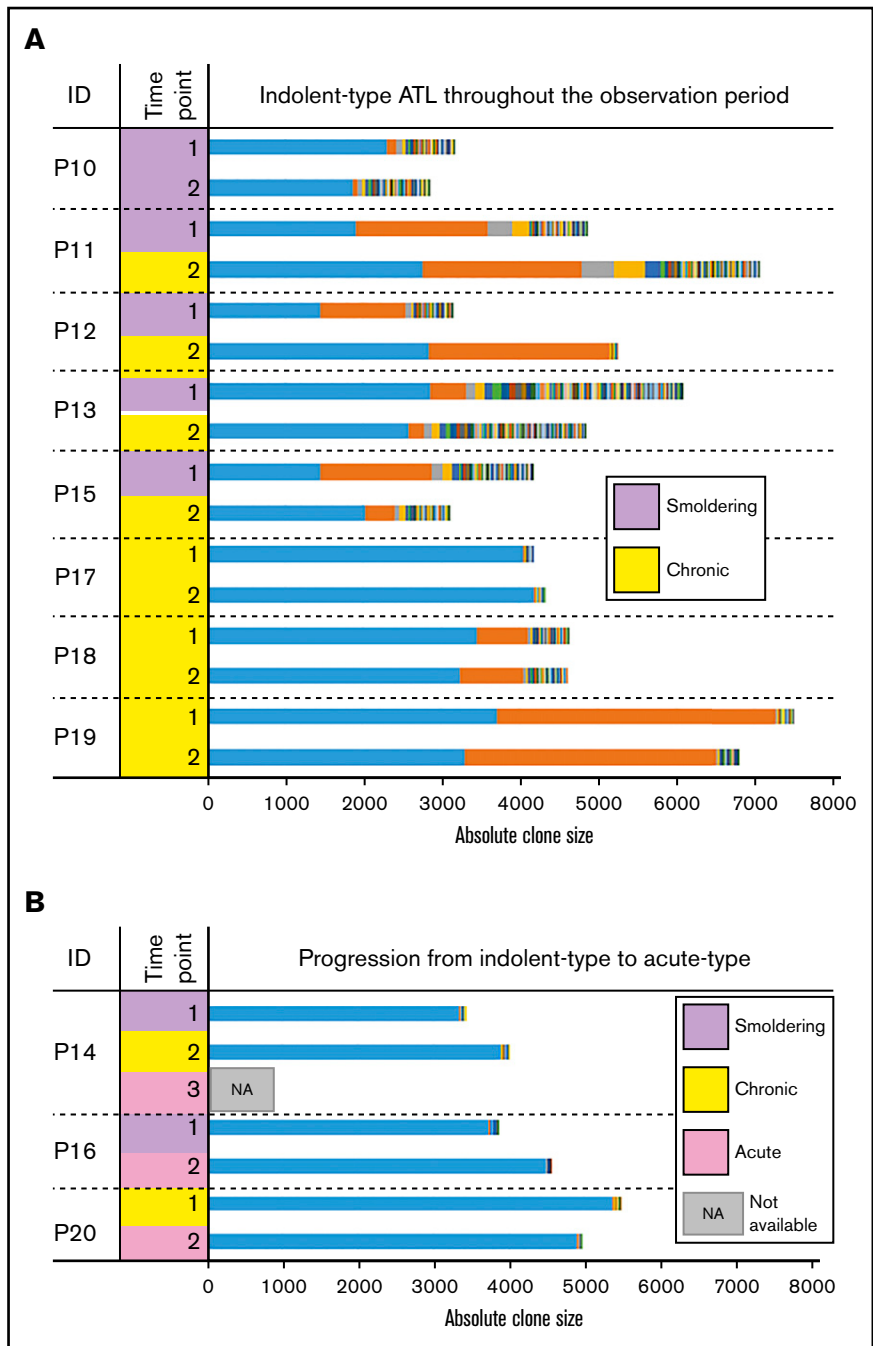 A
ID
Time point
Indolent-type ATL throughout the observation period
P10
1
2
P11
1
2
P12
1
2
P13
1
2
P15
1
2
P17
1
2
P18
1
2
P19
1
2
Smoldering
Chronic
0 1000 2000 3000 4000 5000 6000 7000 8000
Absolute clone size
B
ID
Time point
Progression from indolent-type to acute-type
P14
1
2
3
NA
P16
1
2
P20
1
2
Smoldering
Chronic
Acute
NA
Not
available
0 1000 2000 3000 4000 5000 6000 7000 8000
Absolute clone size